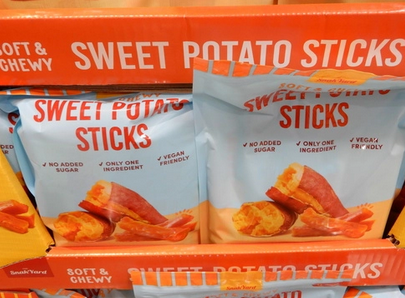 SOFT & CHEWY SWEET POTATO STICKS
SWEET POTATO STICKS
✓ NO ADDED SUGAR
✓ ONLY ONE INGREDIENT
✓ VEGAN FRIENDLY
SOFT &
SWEET POTATO STICKS
✓ NO ADDED SUGAR
✓ ONLY ONE INGREDIENT
✓ VEGAN FRIENDLY
SOFT & CHEWY SWEET POTATO STICKS